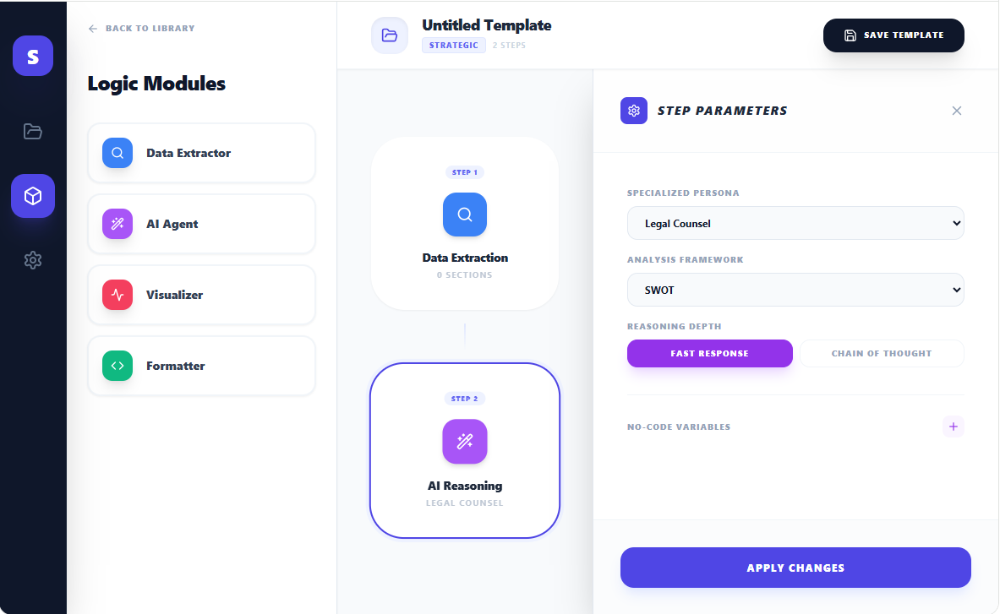 S
BACK TO LIBRARY
Logic Modules
Data Extractor
AI Agent
Visualizer
Formatter
Untitled Template
STRATEGIC 2 STEPS
SAVE TEMPLATE
STEP 1
Data Extraction
0 SECTIONS
STEP 2
AI Reasoning
LEGAL COUNSEL
STEP PARAMETERS
SPECIALIZED PERSONA
Legal Counsel
ANALYSIS FRAMEWORK
SWOT
REASONING DEPTH
FAST RESPONSE CHAIN OF THOUGHT
NO-CODE VARIABLES
APPLY CHANGES